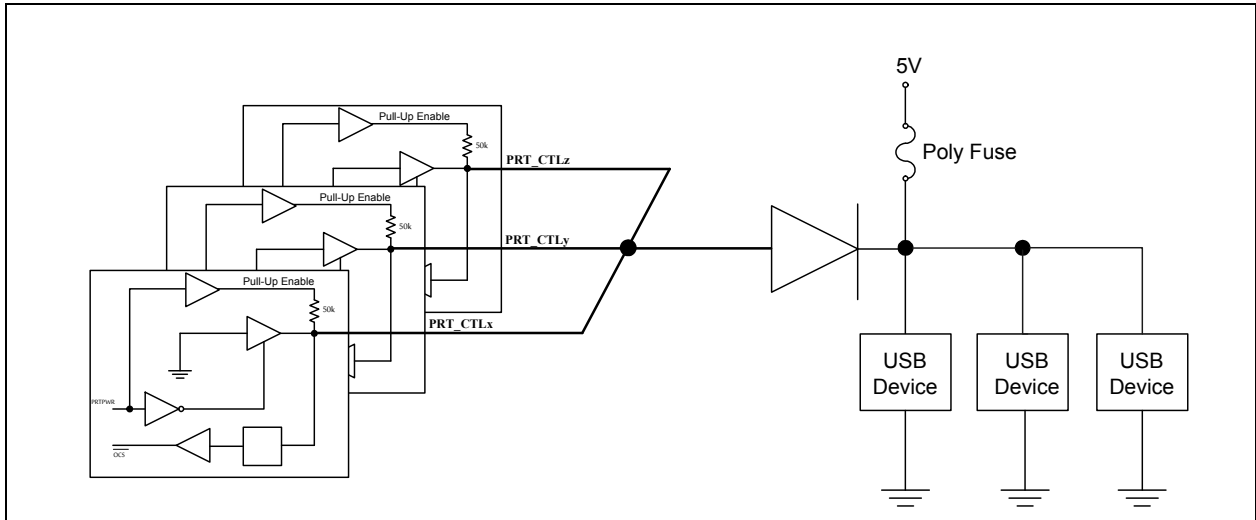 5V
Poly Fuse
Pull-Up Enable
50k
PRT_CTLz
Pull-Up Enable
50k
PRT_CTLy
Pull-Up Enable
50k
PRT_CTLx
PRTPWR
OCS
USB
Device
USB
Device
USB
Device